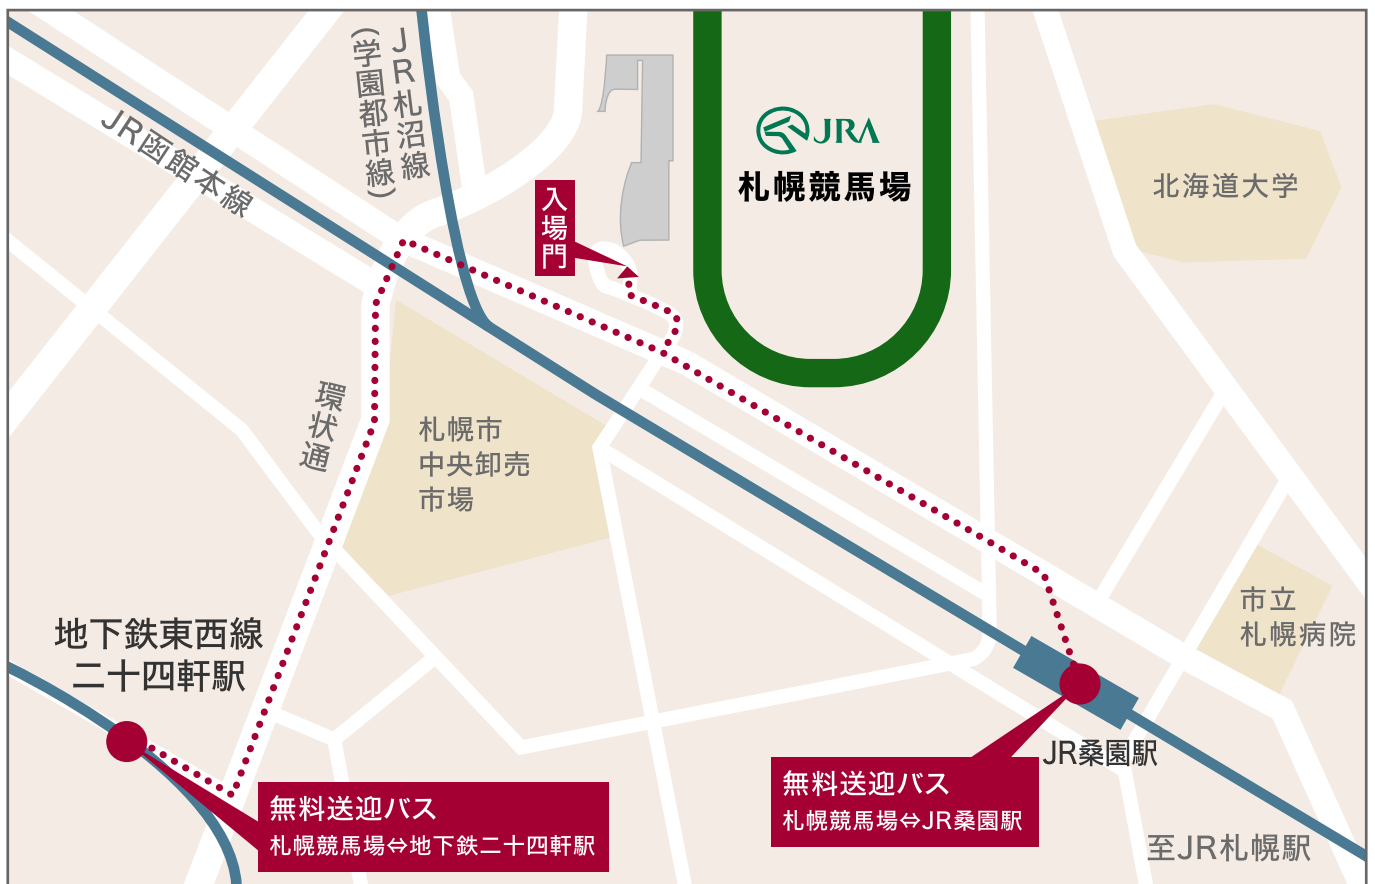 JR函館本線
JR札沼線
(学園都市線)
入場門
JRA
札幌競馬場
北海道大学
環状通
札幌市
中央卸売
市場
市立
札幌病院
地下鉄東西線
二十四軒駅
無料送迎バス
札幌競馬場⇔地下鉄二十四軒駅
JR桑園駅
無料送迎バス
札幌競馬場⇔JR桑園駅
至JR札幌駅